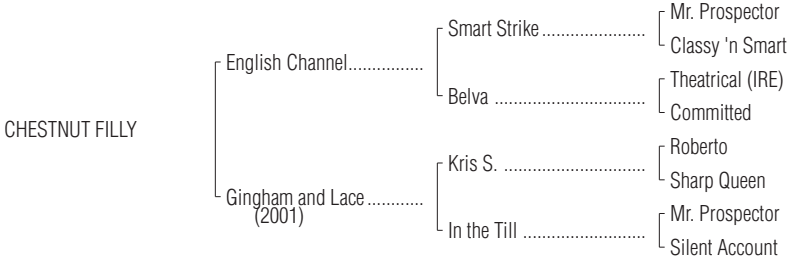 Mr. Prospector
Smart Strike ......................
Classy 'n Smart
English Channel................
Theatrical (IRE)
Belva ................................
Committed
CHESTNUT FILLY
Roberto
Kris S. ..............................
Sharp Queen
Gingham and Lace ............
(2001)
Mr. Prospector
In the Till ..........................
Silent Account